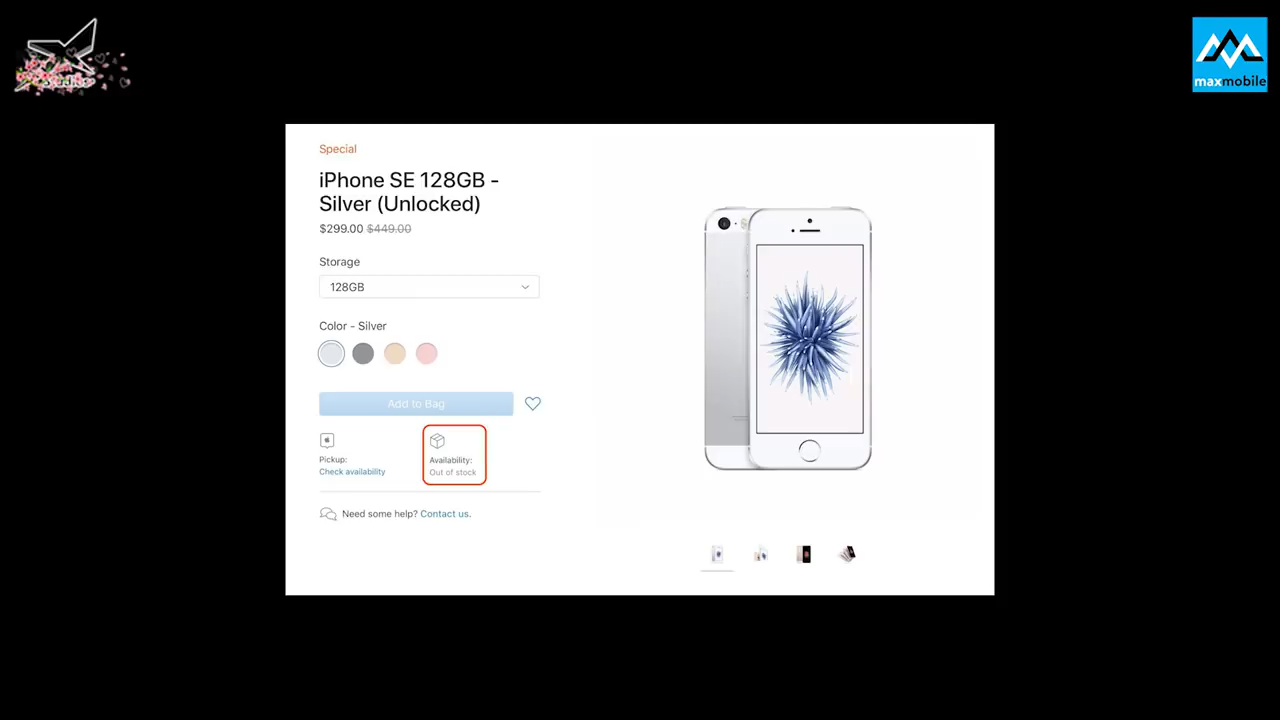 maxmobile
Special
iPhone SE 128GB -
Silver (Unlocked)
$299.00 $449.00
Storage
128GB
Color - Silver
Add to Bag
Pickup:
Check availability
Availability:
Out of stock
Need some help? Contact us.